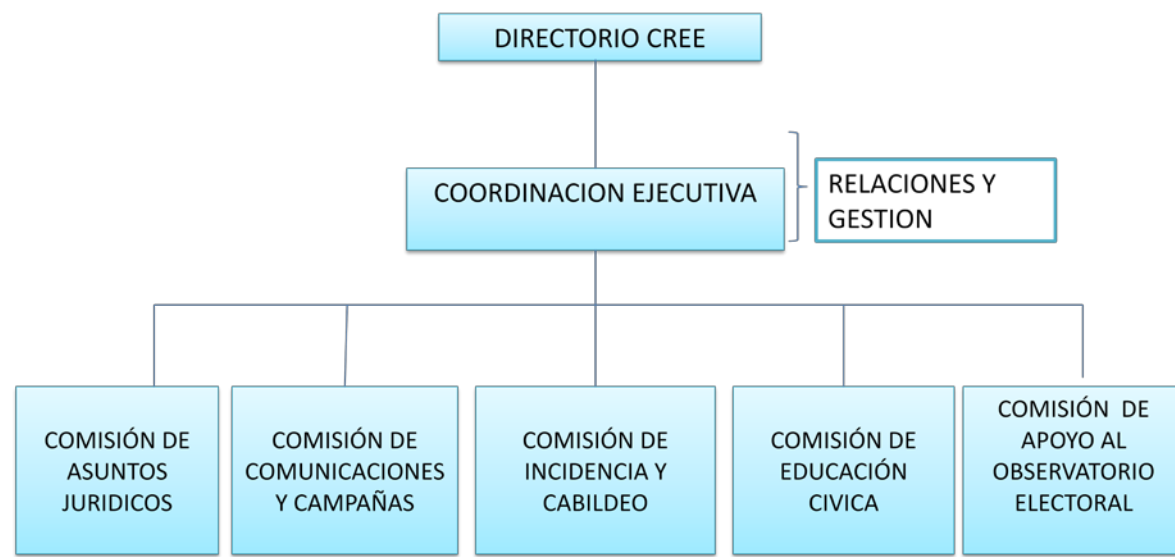 DIRECTORIO CREE
COORDINACION EJECUTIVA
RELACIONES Y
GESTION
COMISIÓN DE
ASUNTOS
JURIDICOS
COMISIÓN DE
COMUNICACIONES
Y CAMPAÑAS
COMISIÓN DE
INCIDENCIA Y
CABILDEO
COMISIÓN DE
EDUCACIÓN
CIVICA
COMISIÓN DE
APOYO AL
OBSERVATORIO
ELECTORAL